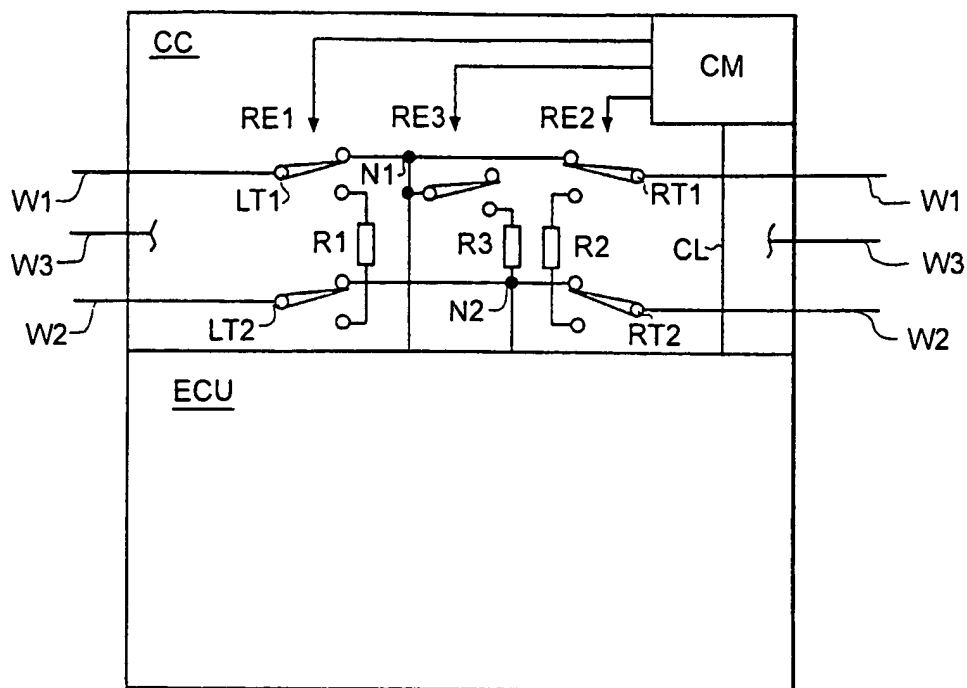 CC
CM
RE1 RE3 RE2
N1
W1 LT1 RT1 W1
R1 R3 R2 CL
W3 W3
N2
W2 LT2 RT2 W2
ECU